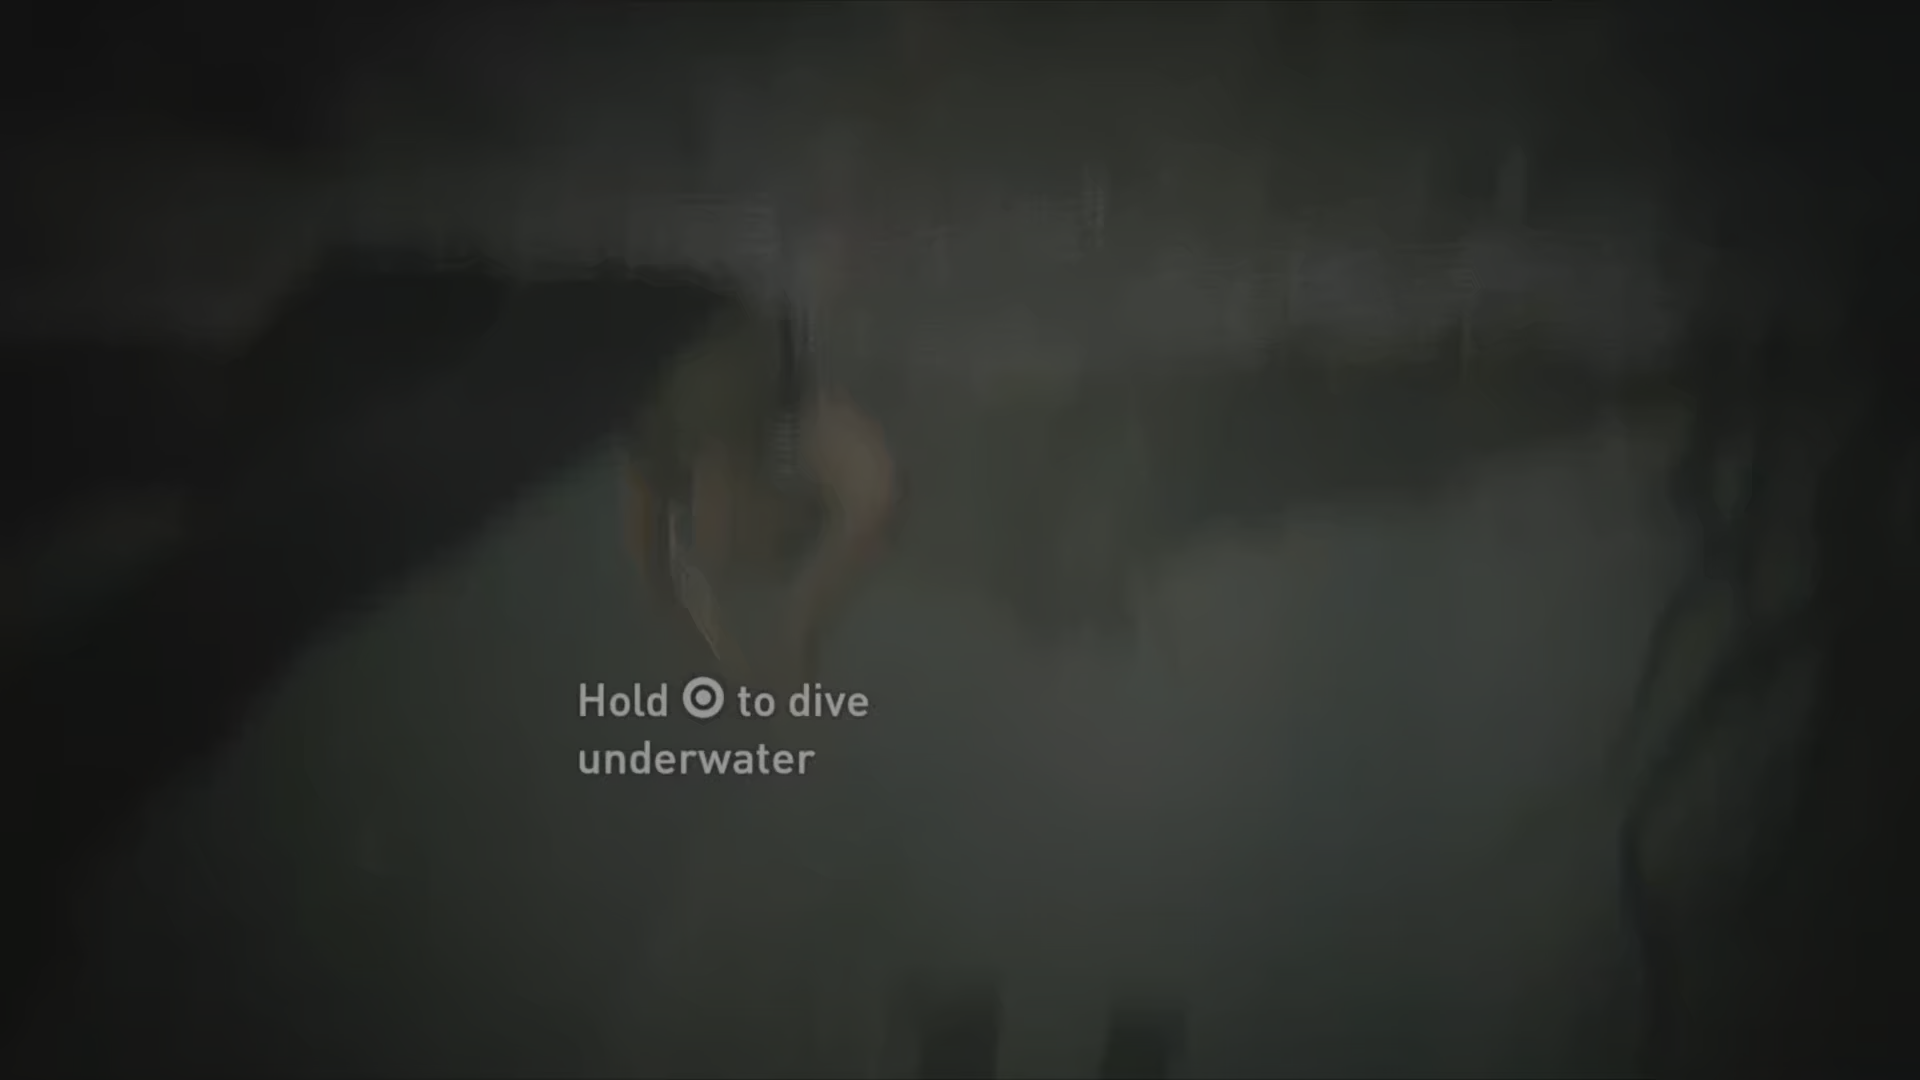 Hold ⭗ to dive
underwater